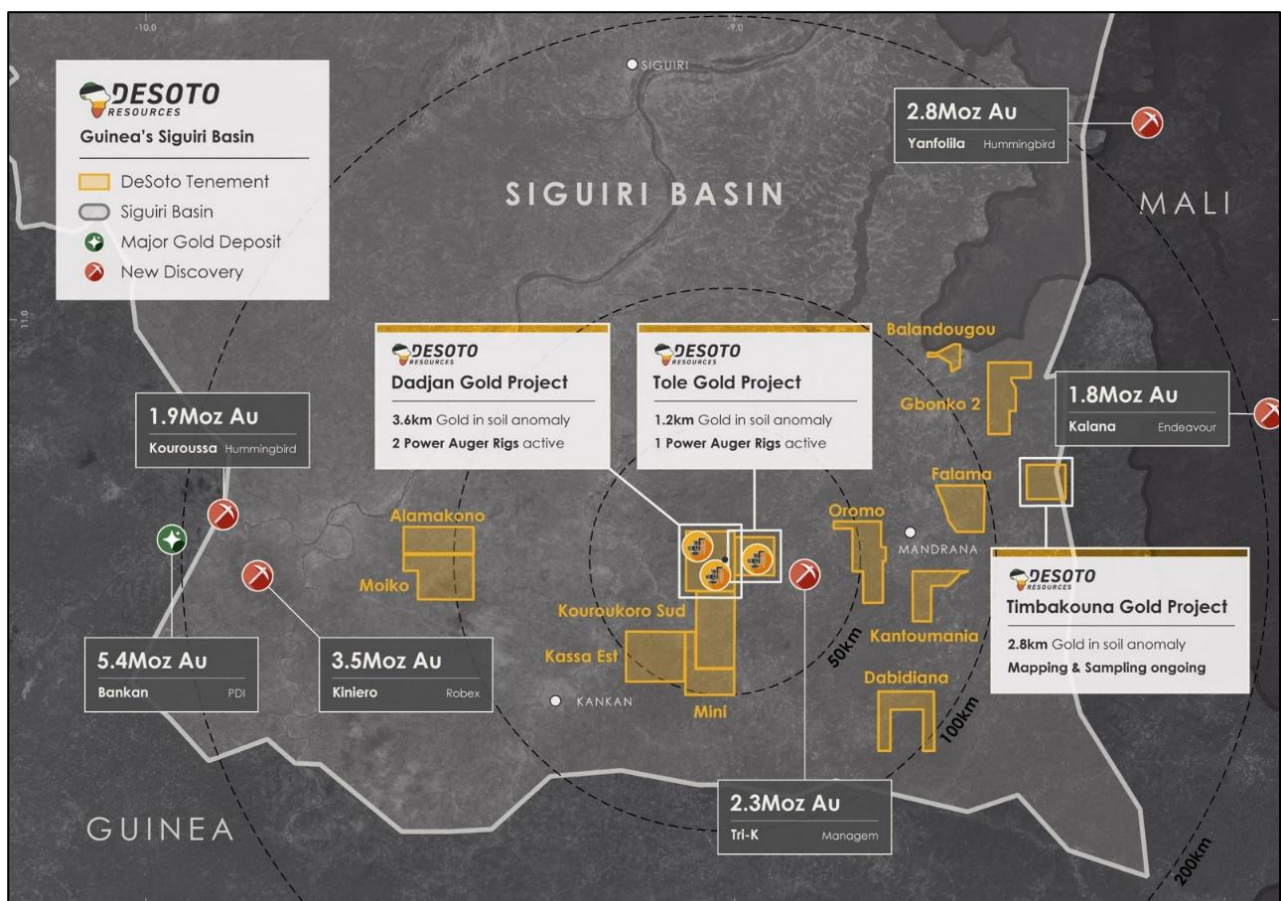 -10.0
-9.0
11.0
DESOTO
RESOURCES
Guinea's Siguiri Basin
DeSoto Tenement
Siguiri Basin
Major Gold Deposit
New Discovery
SIGUIRI
SIGUIRI BASIN
2.8Moz Au
Yanfolila Hummingbird
MALI
DESOTO
RESOURCES
Dadjan Gold Project
3.6km Gold in soil anomaly
2 Power Auger Rigs active
DESOTO
RESOURCES
Tole Gold Project
1.2km Gold in soil anomaly
1 Power Auger Rigs active
Balandougou
Gbonko 2
1.8Moz Au
Kalana Endeavour
1.9Moz Au
Kouroussa Hummingbird
Falama
Alamakono
Oromo
MANDRANA
Moiko
Kouroukoro Sud
Kantoumania
DESOTO
RESOURCES
Timbakouna Gold Project
2.8km Gold in soil anomaly
Mapping & Sampling ongoing
5.4Moz Au
Bankan PDI
3.5Moz Au
Kiniero Robex
Kassa Est
50km
KANKAN
Mini
Dabidiana
100km
2.3Moz Au
Tri-K Managem
GUINEA
200km